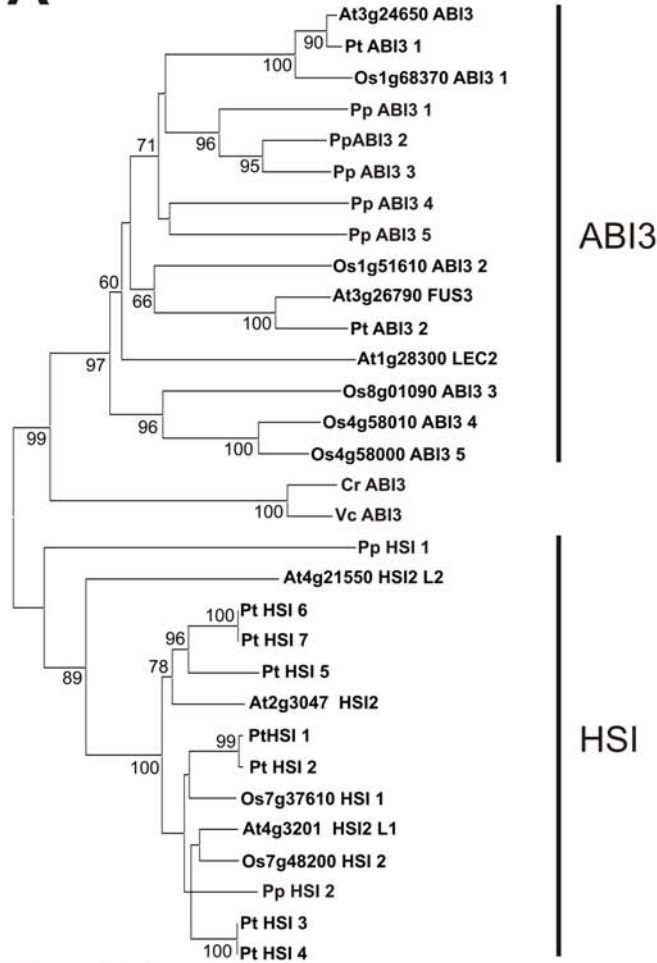 At3g24650 ABI3
90
Pt ABI3 1
100
Os1g68370 ABI3 1
Pp ABI3 1
96
PpABI3 2
71
95
Pp ABI3 3
Pp ABI3 4
Pp ABI3 5
ABI3
Os1g51610 ABI3 2
60
66
At3g26790 FUS3
100
Pt ABI3 2
At1g28300 LEC2
97
Os8g01090 ABI3 3
96
Os4g58010 ABI3 4
99
100
Os4g58000 ABI3 5
Cr ABI3
100
Vc ABI3
Pp HSI 1
At4g21550 HSI2 L2
100
Pt HSI 6
96
Pt HSI 7
78
Pt HSI 5
89
At2g3047 HSI2
99
PtHSI 1
HSI
100
Pt HSI 2
Os7g37610 HSI 1
At4g3201 HSI2 L1
Os7g48200 HSI 2
Pp HSI 2
Pt HSI 3
100
Pt HSI 4